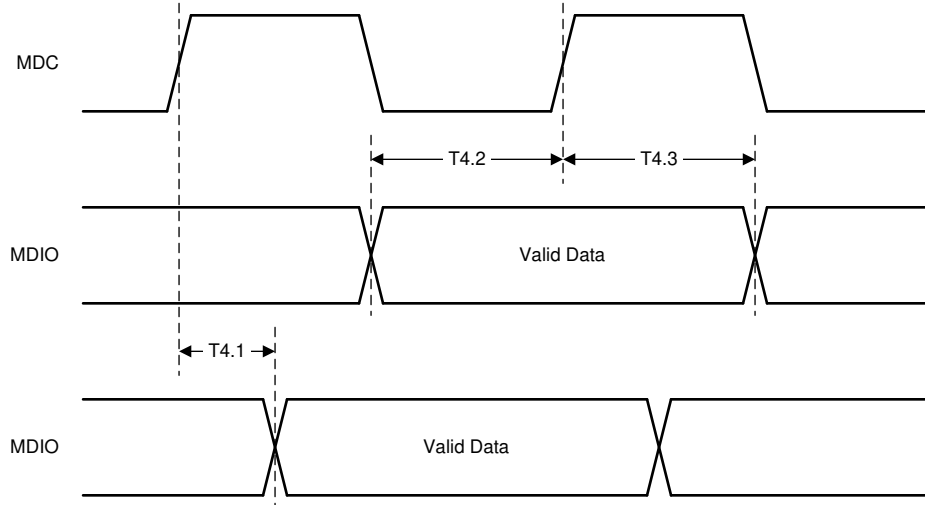 MDC
T4.2
T4.3
MDIO
Valid Data
T4.1
MDIO
Valid Data